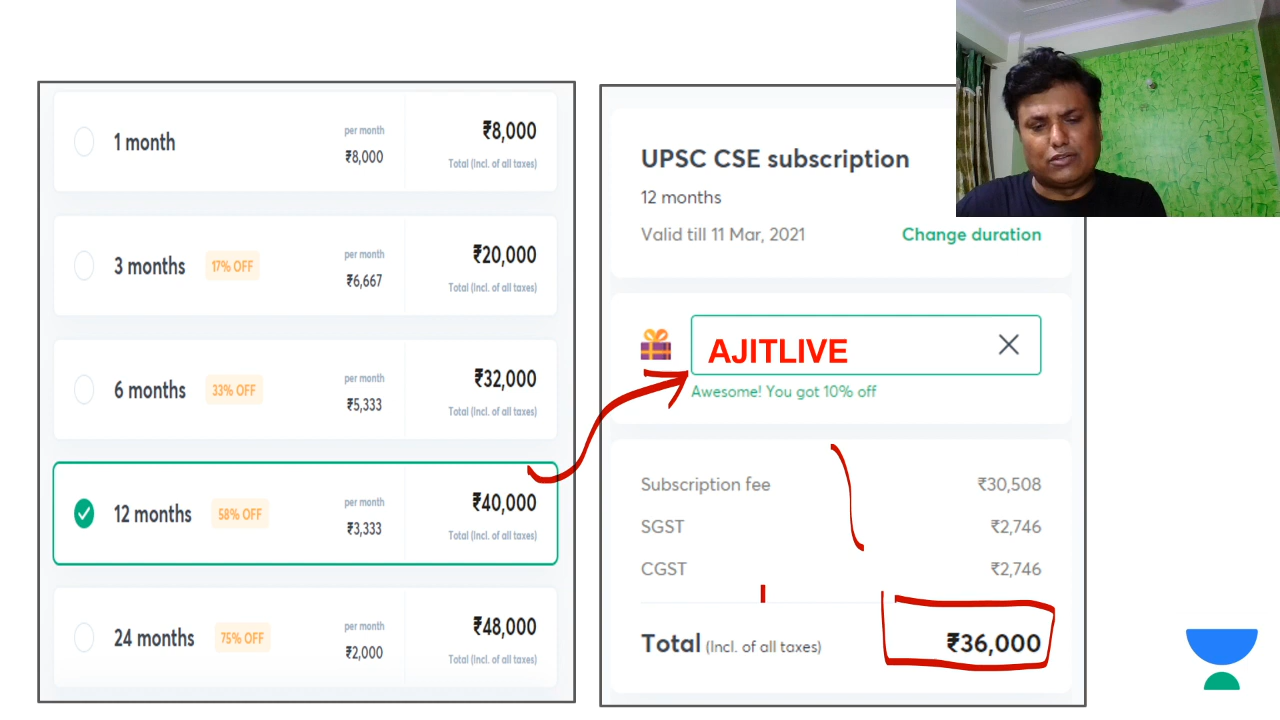 1 month
per month
₹8,000
₹8,000
Total (Incl. of all taxes)
3 months
17% OFF
per month
₹6,667
₹20,000
Total (Incl. of all taxes)
6 months
33% OFF
per month
₹5,333
₹32,000
Total (Incl. of all taxes)
12 months
58% OFF
per month
₹3,333
₹40,000
Total (Incl. of all taxes)
24 months
75% OFF
per month
₹2,000
₹48,000
Total (Incl. of all taxes)
UPSC CSE subscription
12 months
Valid till 11 Mar, 2021
Change duration
AJITLIVE
Awesome! You got 10% off
Subscription fee ₹30,508
SGST ₹2,746
CGST ₹2,746
Total (Incl. of all taxes) ₹36,000